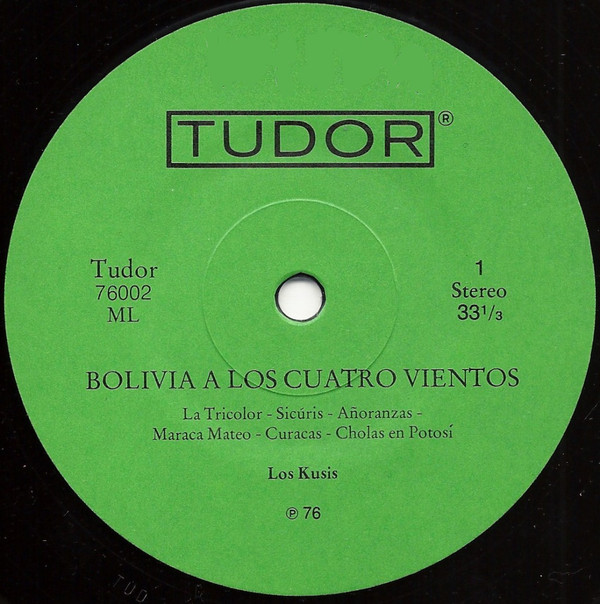 TUDOR®
Tudor
76002
ML
1
Stereo
33 1/3
BOLIVIA A LOS CUATRO VIENTOS
La Tricolor - Sicúris - Añoranzas -
Maraca Mateo - Curacas - Cholas en Potosí
Los Kusis
℗ 76